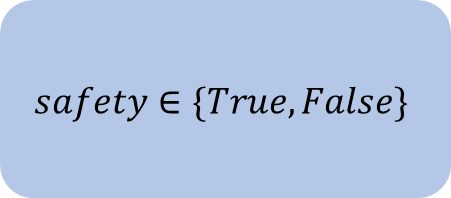 safety ∈ {True, False}